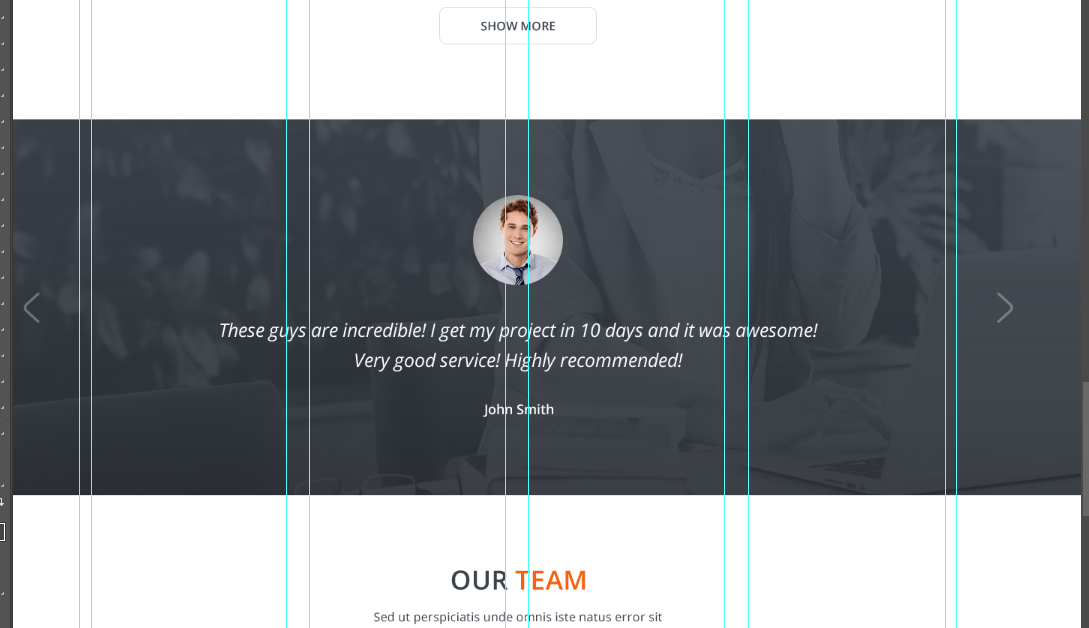 SHOW MORE
These guys are incredible! I get my project in 10 days and it was awesome!
Very good service! Highly recommended!
John Smith
OUR TEAM
Sed ut perspiciatis unde omnis iste natus error sit